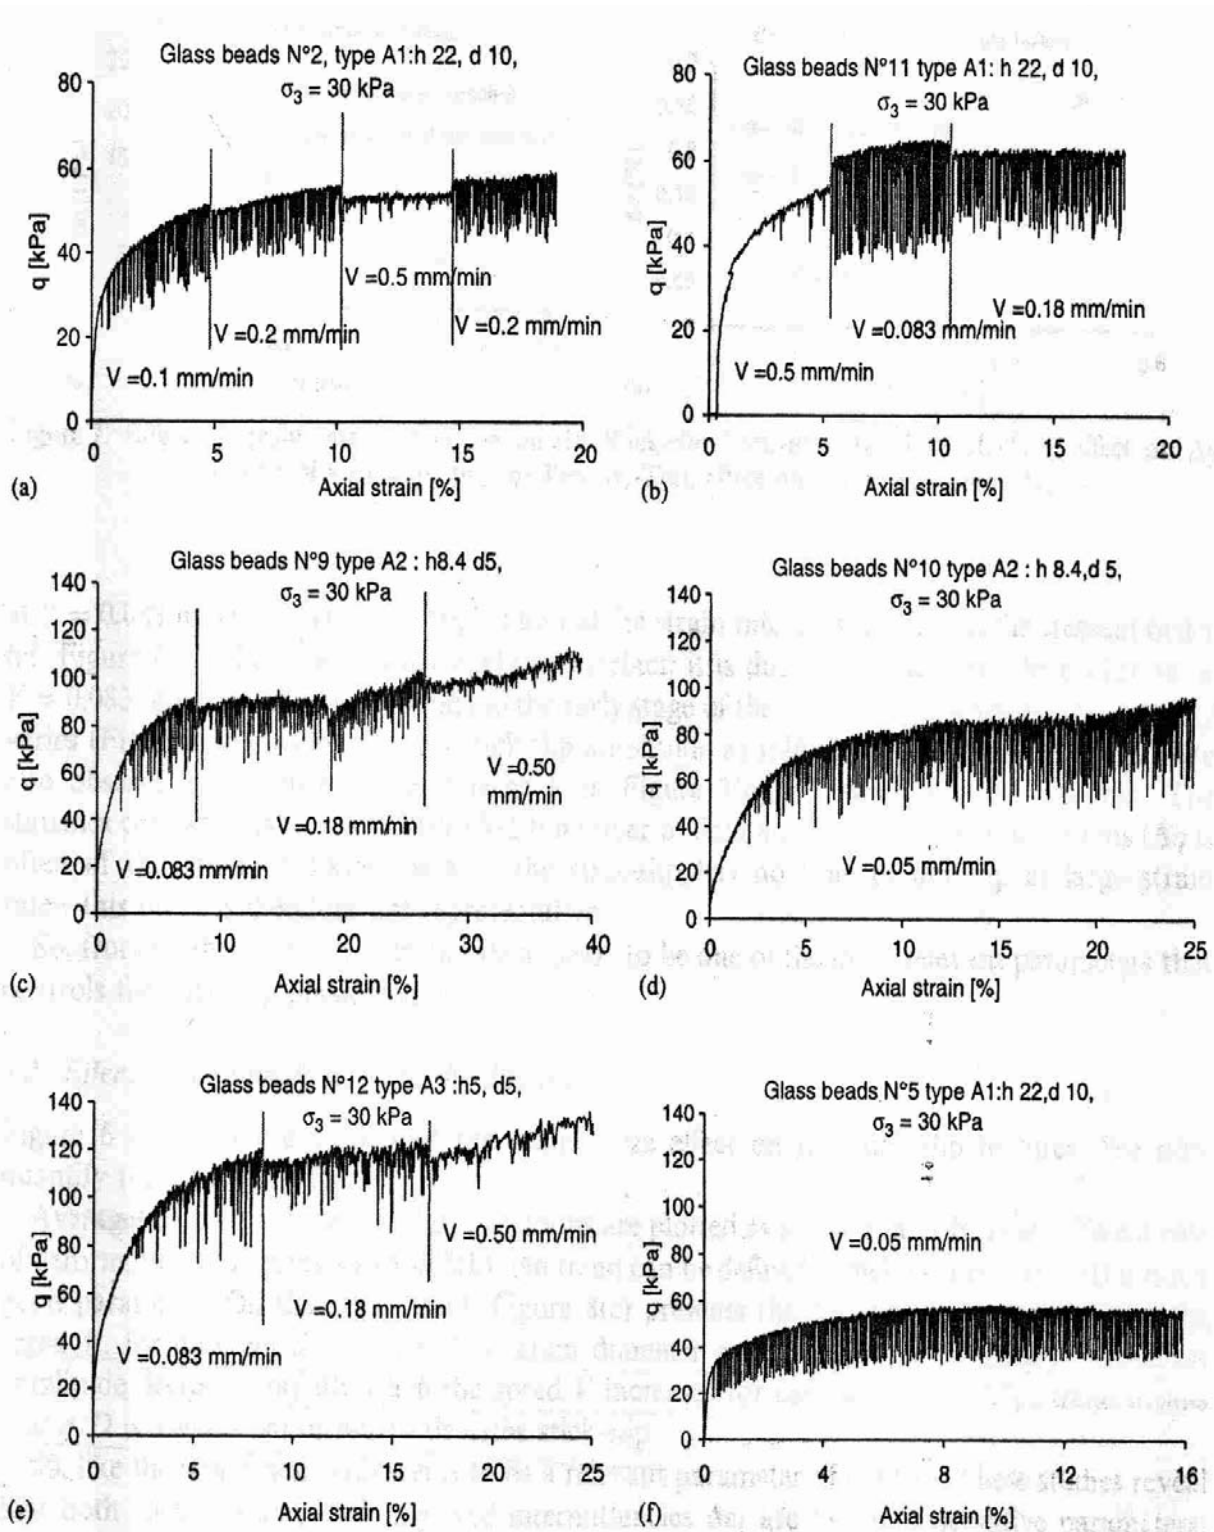 Glass beads N°2, type A1:h 22, d 10,
σ3 = 30 kPa
80
60
40
20
0
q [kPa]
V =0.5 mm/min
V =0.2 mm/min
V =0.2 mm/min
V =0.1 mm/min
0 5 10 15 20
(a) Axial strain [%]
Glass beads N°11 type A1: h 22, d 10,
σ3 = 30 kPa
80
60
40
20
0
q [kPa]
V =0.18 mm/min
V =0.083 mm/min
V =0.5 mm/min
0 5 10 15 20
(b) Axial strain [%]
Glass beads N°9 type A2 : h8.4 d5,
σ3 = 30 kPa
140
120
100
80
60
40
20
0
q [kPa]
V =0.50
mm/min
V =0.18 mm/min
V =0.083 mm/min
0 10 20 30 40
(c) Axial strain [%]
Glass beads N°10 type A2 : h 8.4,d 5,
σ3 = 30 kPa
140
120
100
80
60
40
20
0
q [kPa]
V =0.05 mm/min
0 5 10 15 20 25
(d) Axial strain [%]
Glass beads N°12 type A3 :h5, d5,
σ3 = 30 kPa
140
120
100
80
60
40
20
0
q [kPa]
V =0.50 mm/min
V =0.18 mm/min
V =0.083 mm/min
0 5 10 15 20 25
(e) Axial strain [%]
Glass beads N°5 type A1:h 22,d 10,
σ3 = 30 kPa
140
120
100
80
60
40
20
0
q [kPa]
V =0.05 mm/min
0 4 8 12 16
(f) Axial strain [%]